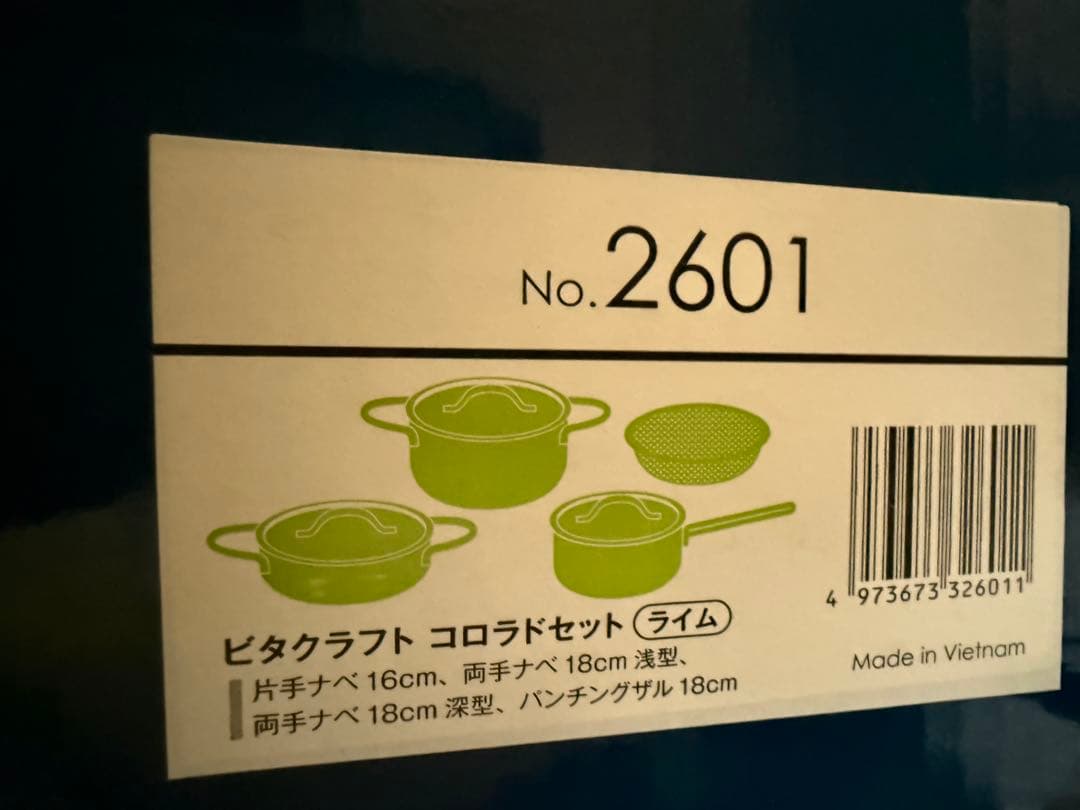 No.2601
ビタクラフト コロラドセット ライム
片手ナベ 16cm、両手ナベ 18cm 浅型、
両手ナベ 18cm 深型、パンチングザル 18cm
4 973673 326011
Made in Vietnam